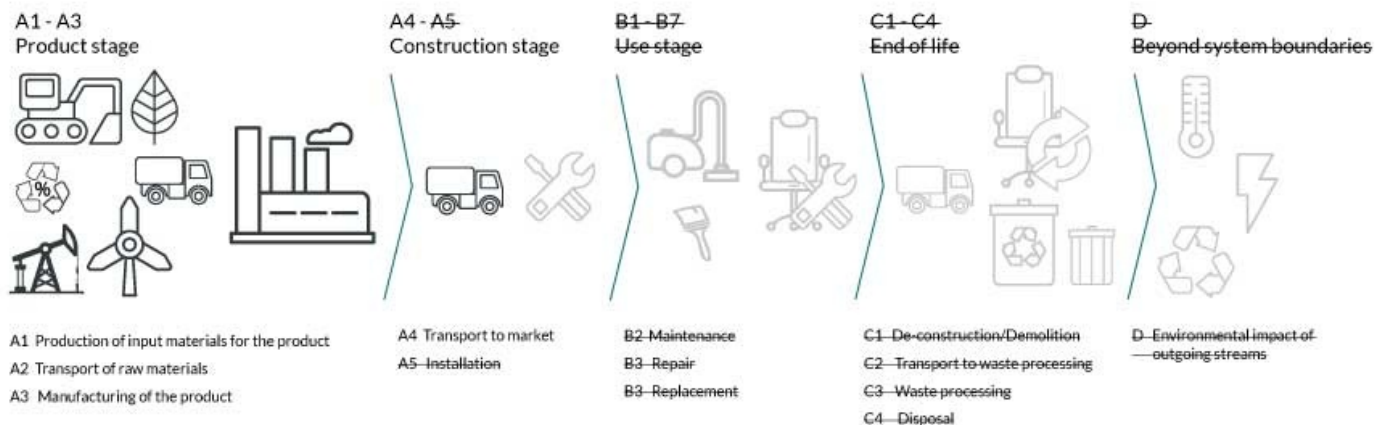 A1 - A3
Product stage
A4 - A5
Construction stage
B1 - B7
Use stage
C1 - C4
End of life
D
Beyond system boundaries
%
A1 Production of input materials for the product
A2 Transport of raw materials
A3 Manufacturing of the product
A4 Transport to market
A5 Installation
B2 Maintenance
B3 Repair
B3 Replacement
C1 De-construction/Demolition
C2 Transport to waste processing
C3 Waste processing
C4 Disposal
D Environmental impact of
outgoing streams